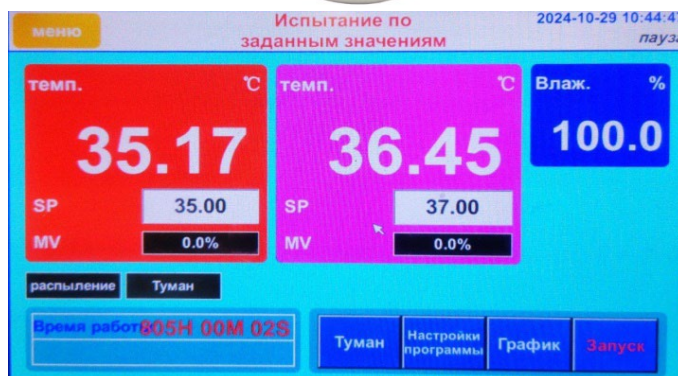 меню
Испытание по
заданным значениям
2024-10-29 10:44:47
пауза
темп. °C
35.17
SP 35.00
MV 0.0%
темп. °C
36.45
SP 37.00
MV 0.0%
Влаж. %
100.0
распыление Туман
Время работы 805H 00M 02S
Туман
Настройки
программы
График
Запуск